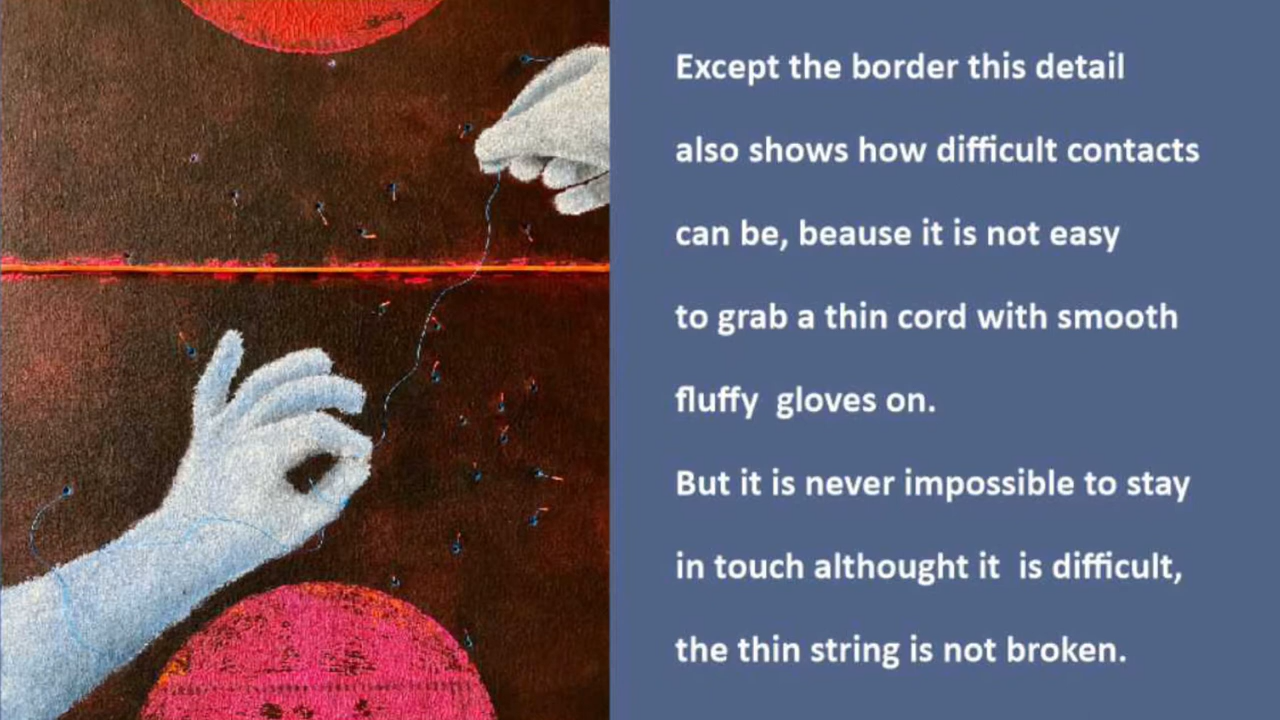 Except the border this detail
also shows how difficult contacts
can be, beause it is not easy
to grab a thin cord with smooth
fluffy  gloves on.
But it is never impossible to stay
in touch althought it  is difficult,
the thin string is not broken.